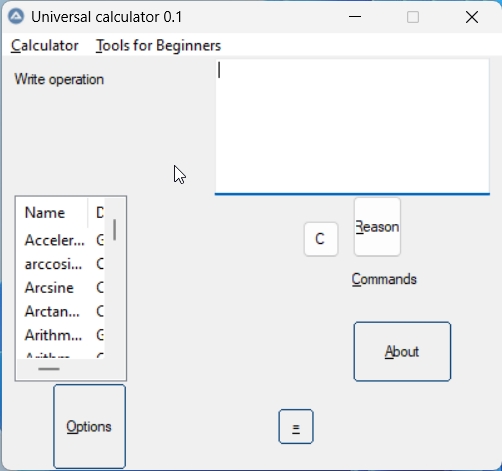 Universal calculator 0.1
Calculator Tools for Beginners
Write operation
Name D
Acceler... G
arccosi... C
Arcsine C
Arctan... C
Arithm... G
C
Reason
Commands
About
Options
=